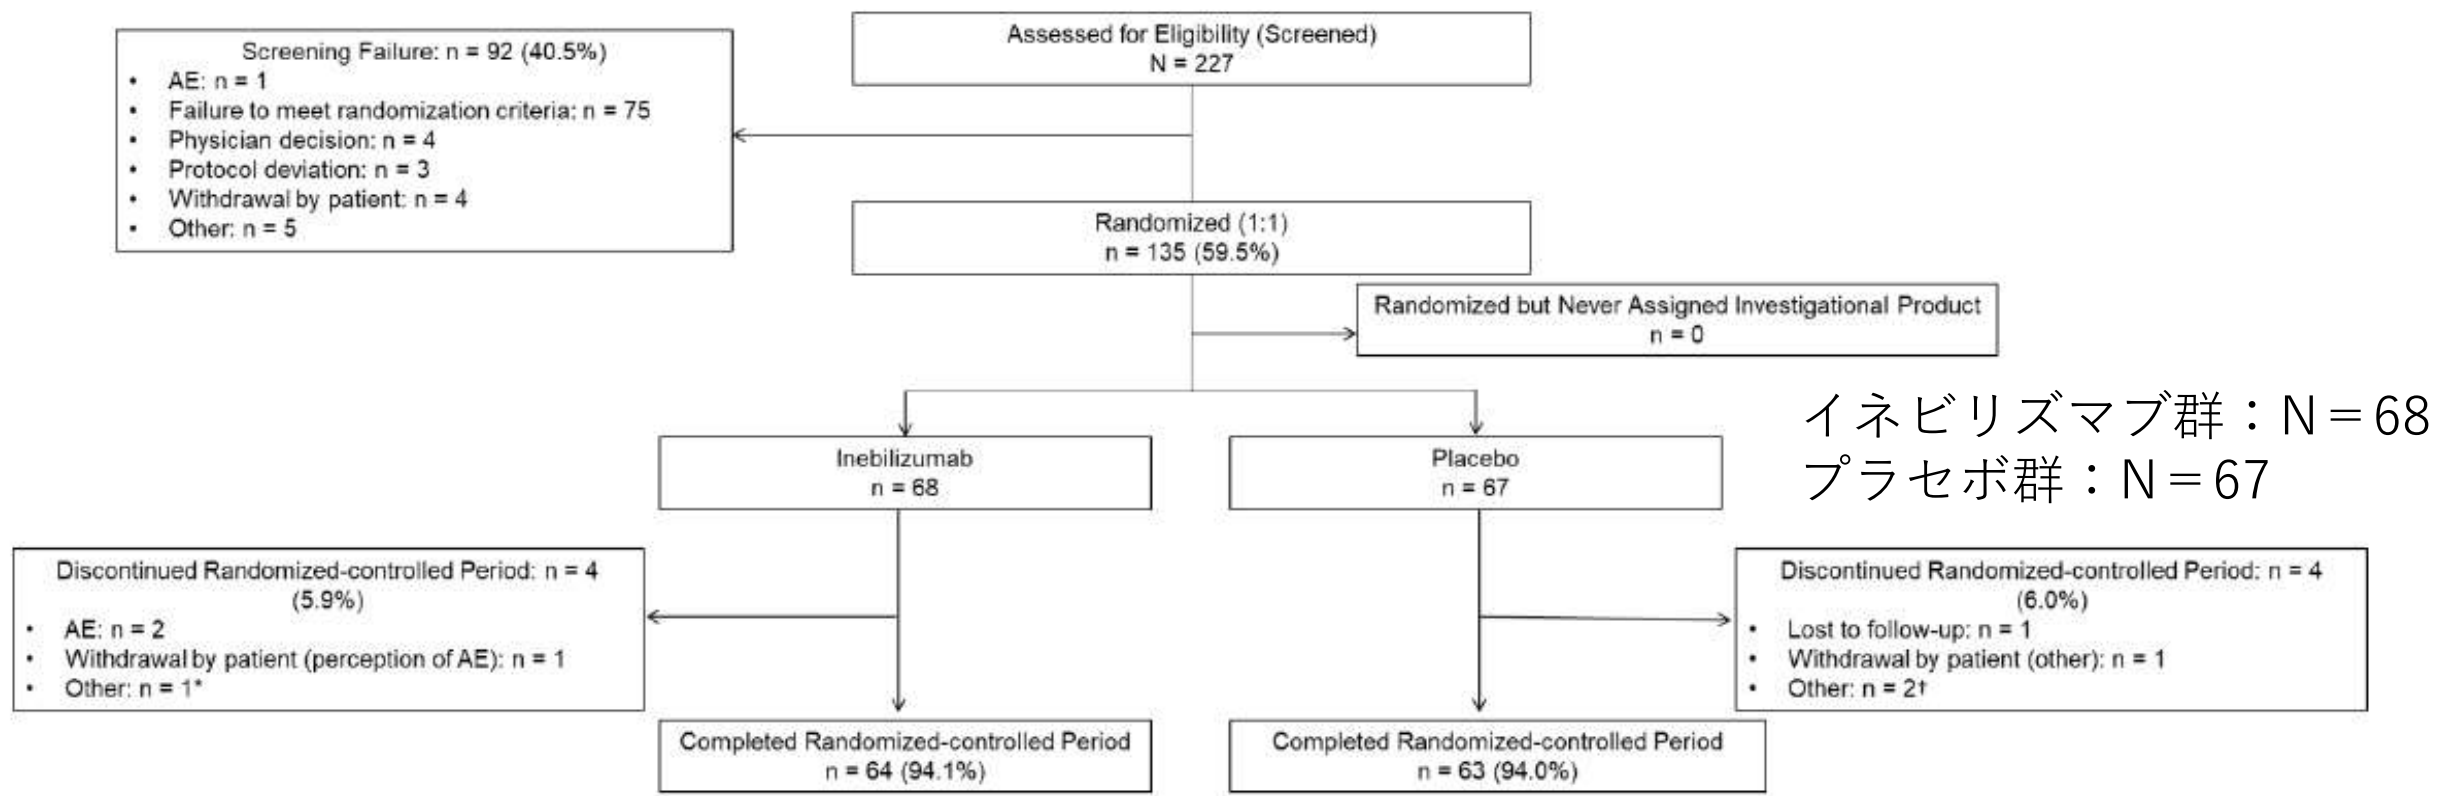 Assessed for Eligibility (Screened)
N = 227
Screening Failure: n = 92 (40.5%)
• AE: n = 1
• Failure to meet randomization criteria: n = 75
• Physician decision: n = 4
• Protocol deviation: n = 3
• Withdrawal by patient: n = 4
• Other: n = 5
Randomized (1:1)
n = 135 (59.5%)
Randomized but Never Assigned Investigational Product
n = 0
イネビリズマブ群：N＝68
プラセボ群：N＝67
Inebilizumab
n = 68
Placebo
n = 67
Discontinued Randomized-controlled Period: n = 4
(5.9%)
• AE: n = 2
• Withdrawal by patient (perception of AE): n = 1
• Other: n = 1*
Discontinued Randomized-controlled Period: n = 4
(6.0%)
• Lost to follow-up: n = 1
• Withdrawal by patient (other): n = 1
• Other: n = 2†
Completed Randomized-controlled Period
n = 64 (94.1%)
Completed Randomized-controlled Period
n = 63 (94.0%)